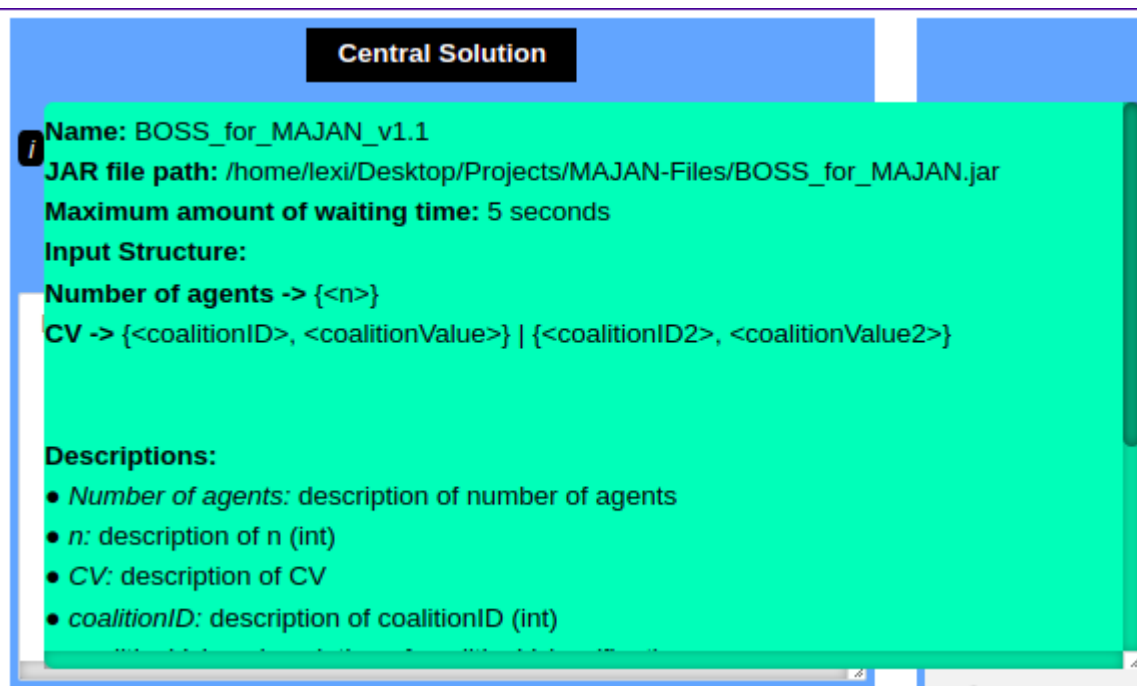 Central Solution
i
Name: BOSS_for_MAJAN_v1.1
JAR file path: /home/lexi/Desktop/Projects/MAJAN-Files/BOSS_for_MAJAN.jar
Maximum amount of waiting time: 5 seconds
Input Structure:
Number of agents -> {<n>}
CV -> {<coalitionID>, <coalitionValue>} | {<coalitionID2>, <coalitionValue2>}
Descriptions:
● Number of agents: description of number of agents
● n: description of n (int)
● CV: description of CV
● coalitionID: description of coalitionID (int)